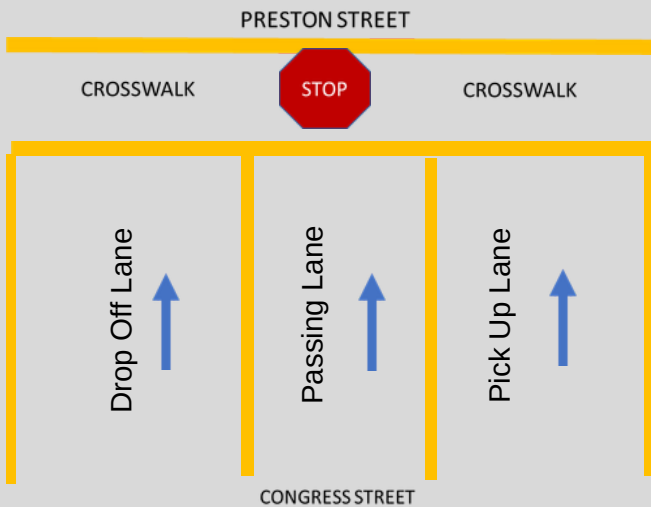 PRESTON STREET
CROSSWALK
STOP
CROSSWALK
Drop Off Lane
Passing Lane
Pick Up Lane
CONGRESS STREET